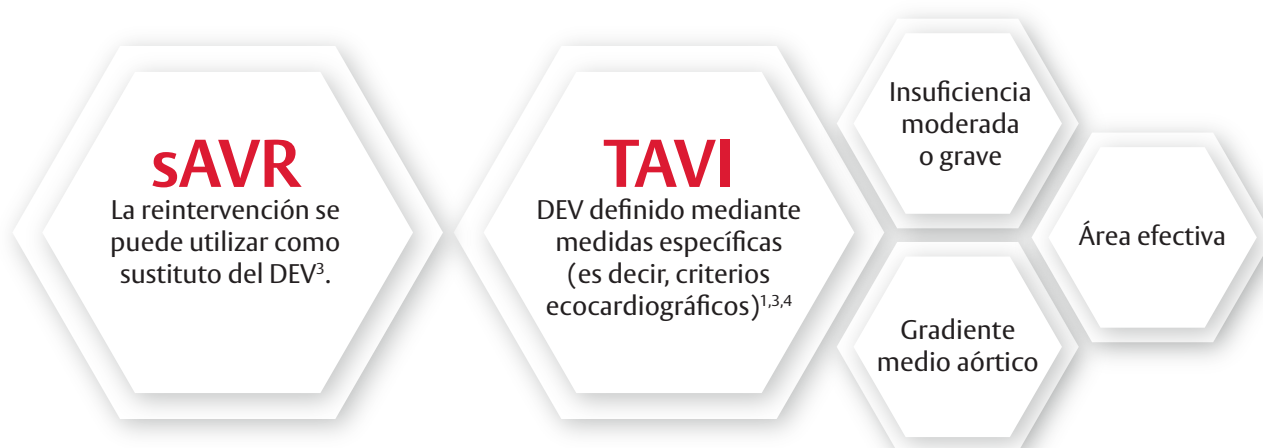 sAVR
La reintervención se
puede utilizar como
sustituto del DEV³.
TAVI
DEV definido mediante
medidas específicas
(es decir, criterios
ecocardiográficos)¹,³,⁴
Insuficiencia
moderada
o grave
Área efectiva
Gradiente
medio aórtico